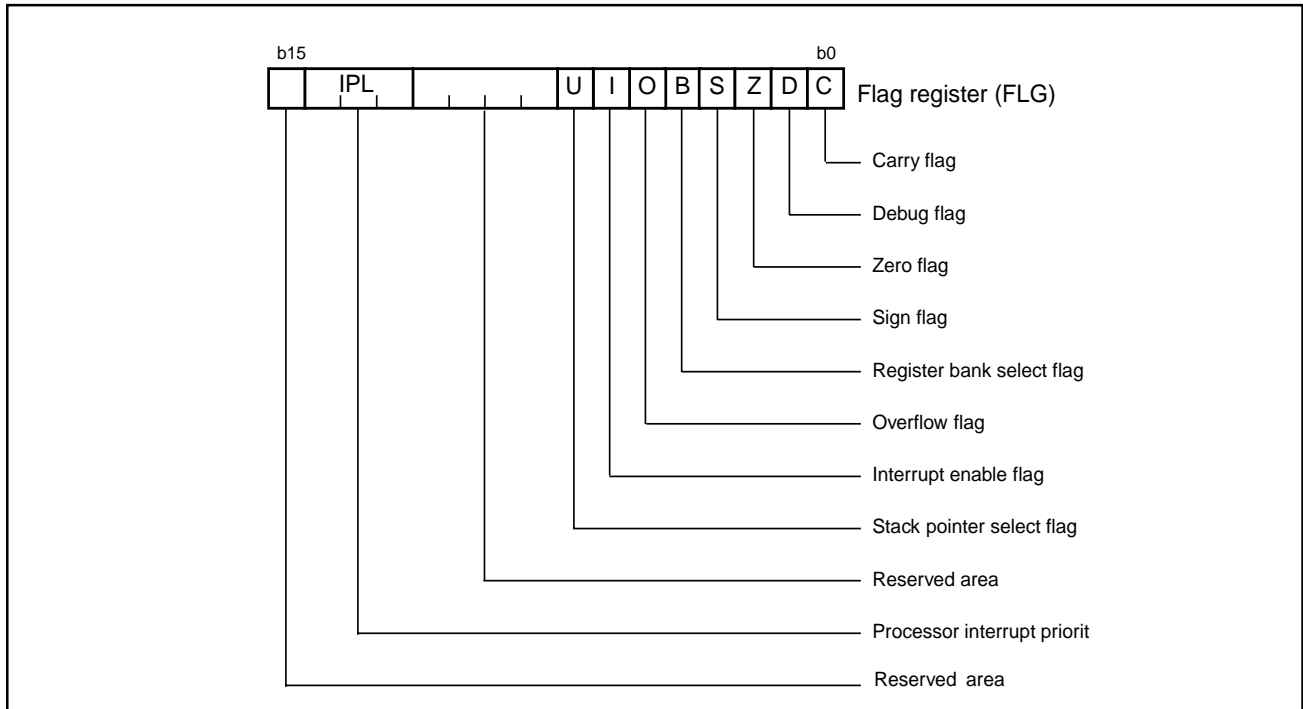 b15 b0
IPL U I O B S Z D C Flag register (FLG)
Carry flag
Debug flag
Zero flag
Sign flag
Register bank select flag
Overflow flag
Interrupt enable flag
Stack pointer select flag
Reserved area
Processor interrupt priorit
Reserved area